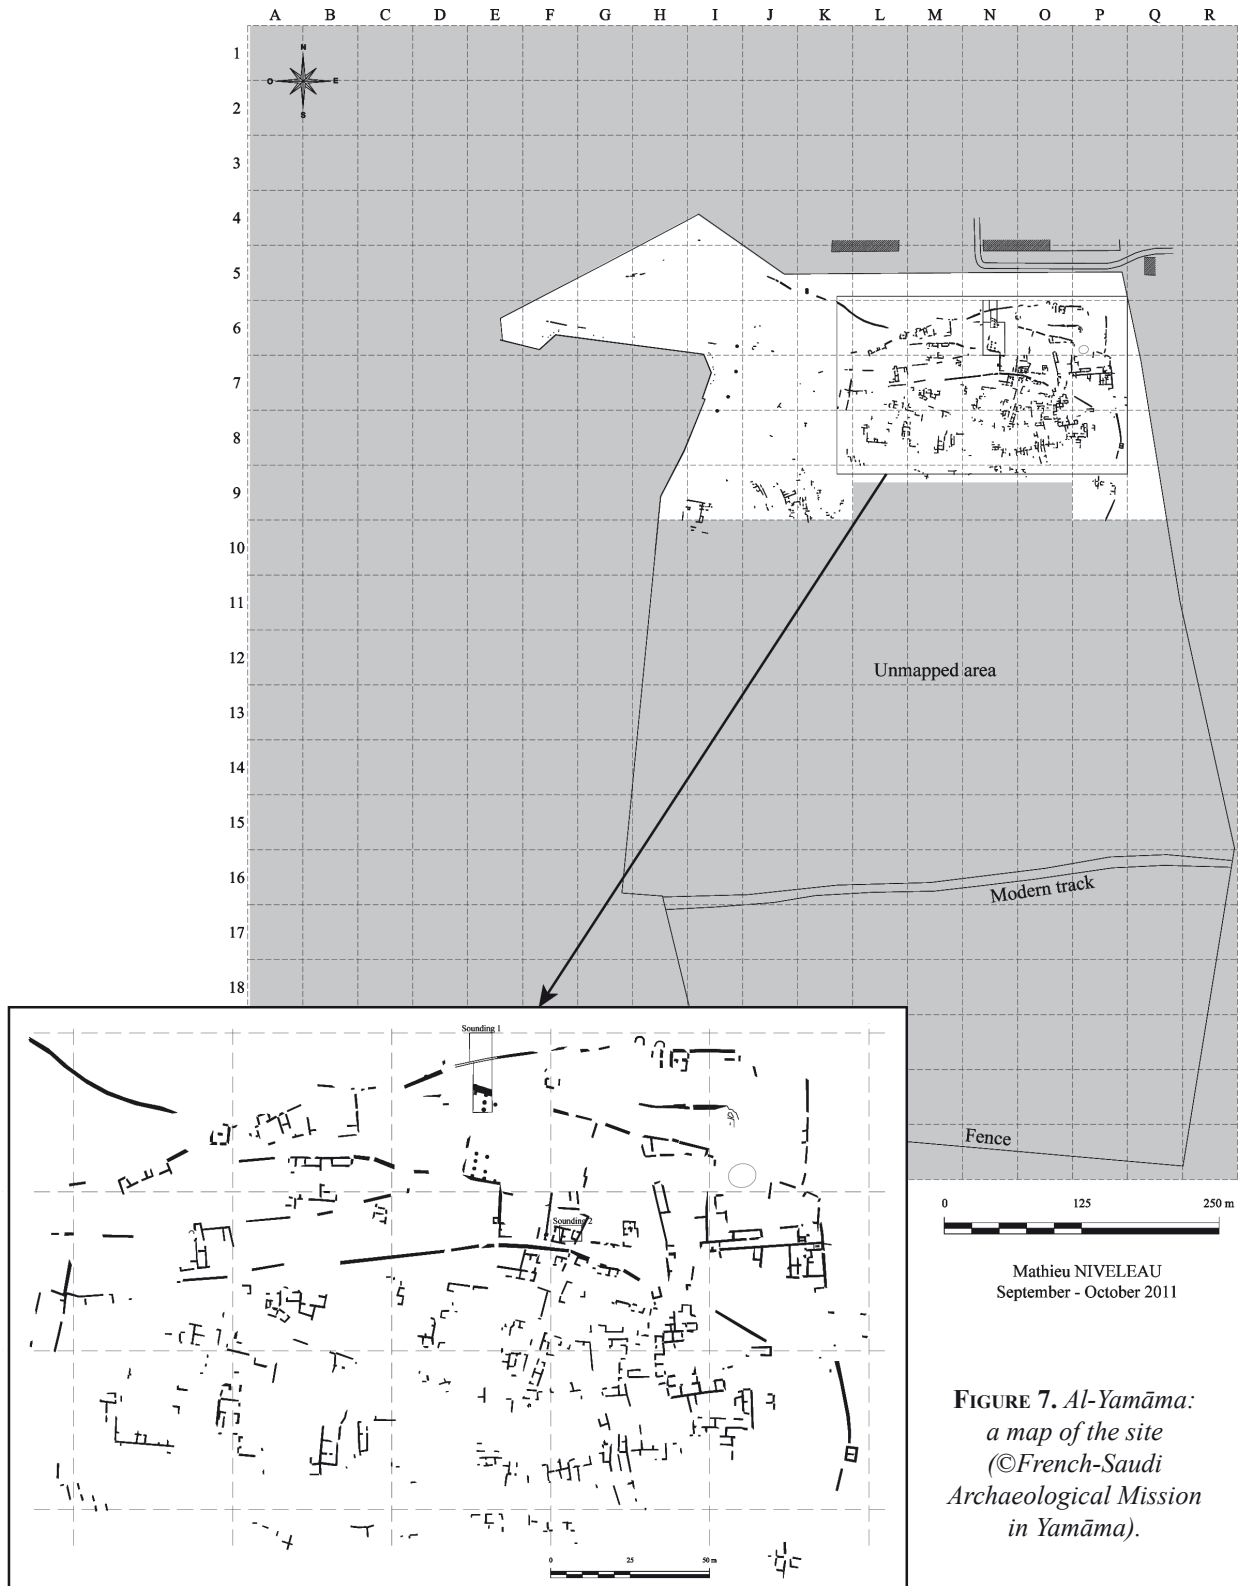 A B C D E F G H I J K L M N O P Q R
1
N
O E
S
2
3
4
5
6
7
8
9
10
11
12
Unmapped area
13
14
15
16
Modern track
17
18
Sounding 1
Sounding 2
0 25 50 m
Fence
0 125 250 m
Mathieu NIVELEAU
September - October 2011
FIGURE 7. Al-Yamāma:
a map of the site
(©French-Saudi
Archaeological Mission
in Yamāma).